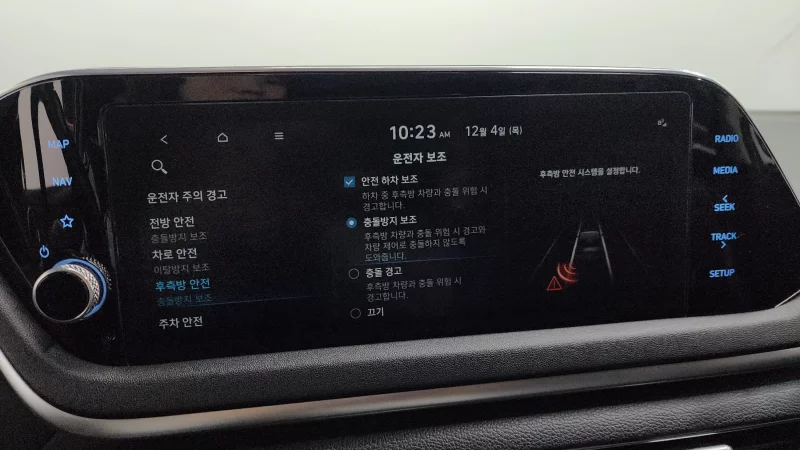 10:23 AM 12월 4일 (목)
운전자 보조
MAP
NAV
운전자 주의 경고
전방 안전
충돌방지 보조
차로 안전
이탈방지 보조
후측방 안전
충돌방지 보조
주차 안전
안전 하차 보조
하차 중 후측방 차량과 충돌 위험 시
경고합니다.
충돌방지 보조
후측방 차량과 충돌 위험 시 경고와
차량 제어로 충돌하지 않도록
도와줍니다.
충돌 경고
후측방 차량과 충돌 위험 시
경고합니다.
끄기
후측방 안전 시스템을 설정합니다.
RADIO
MEDIA
SEEK
TRACK
SETUP